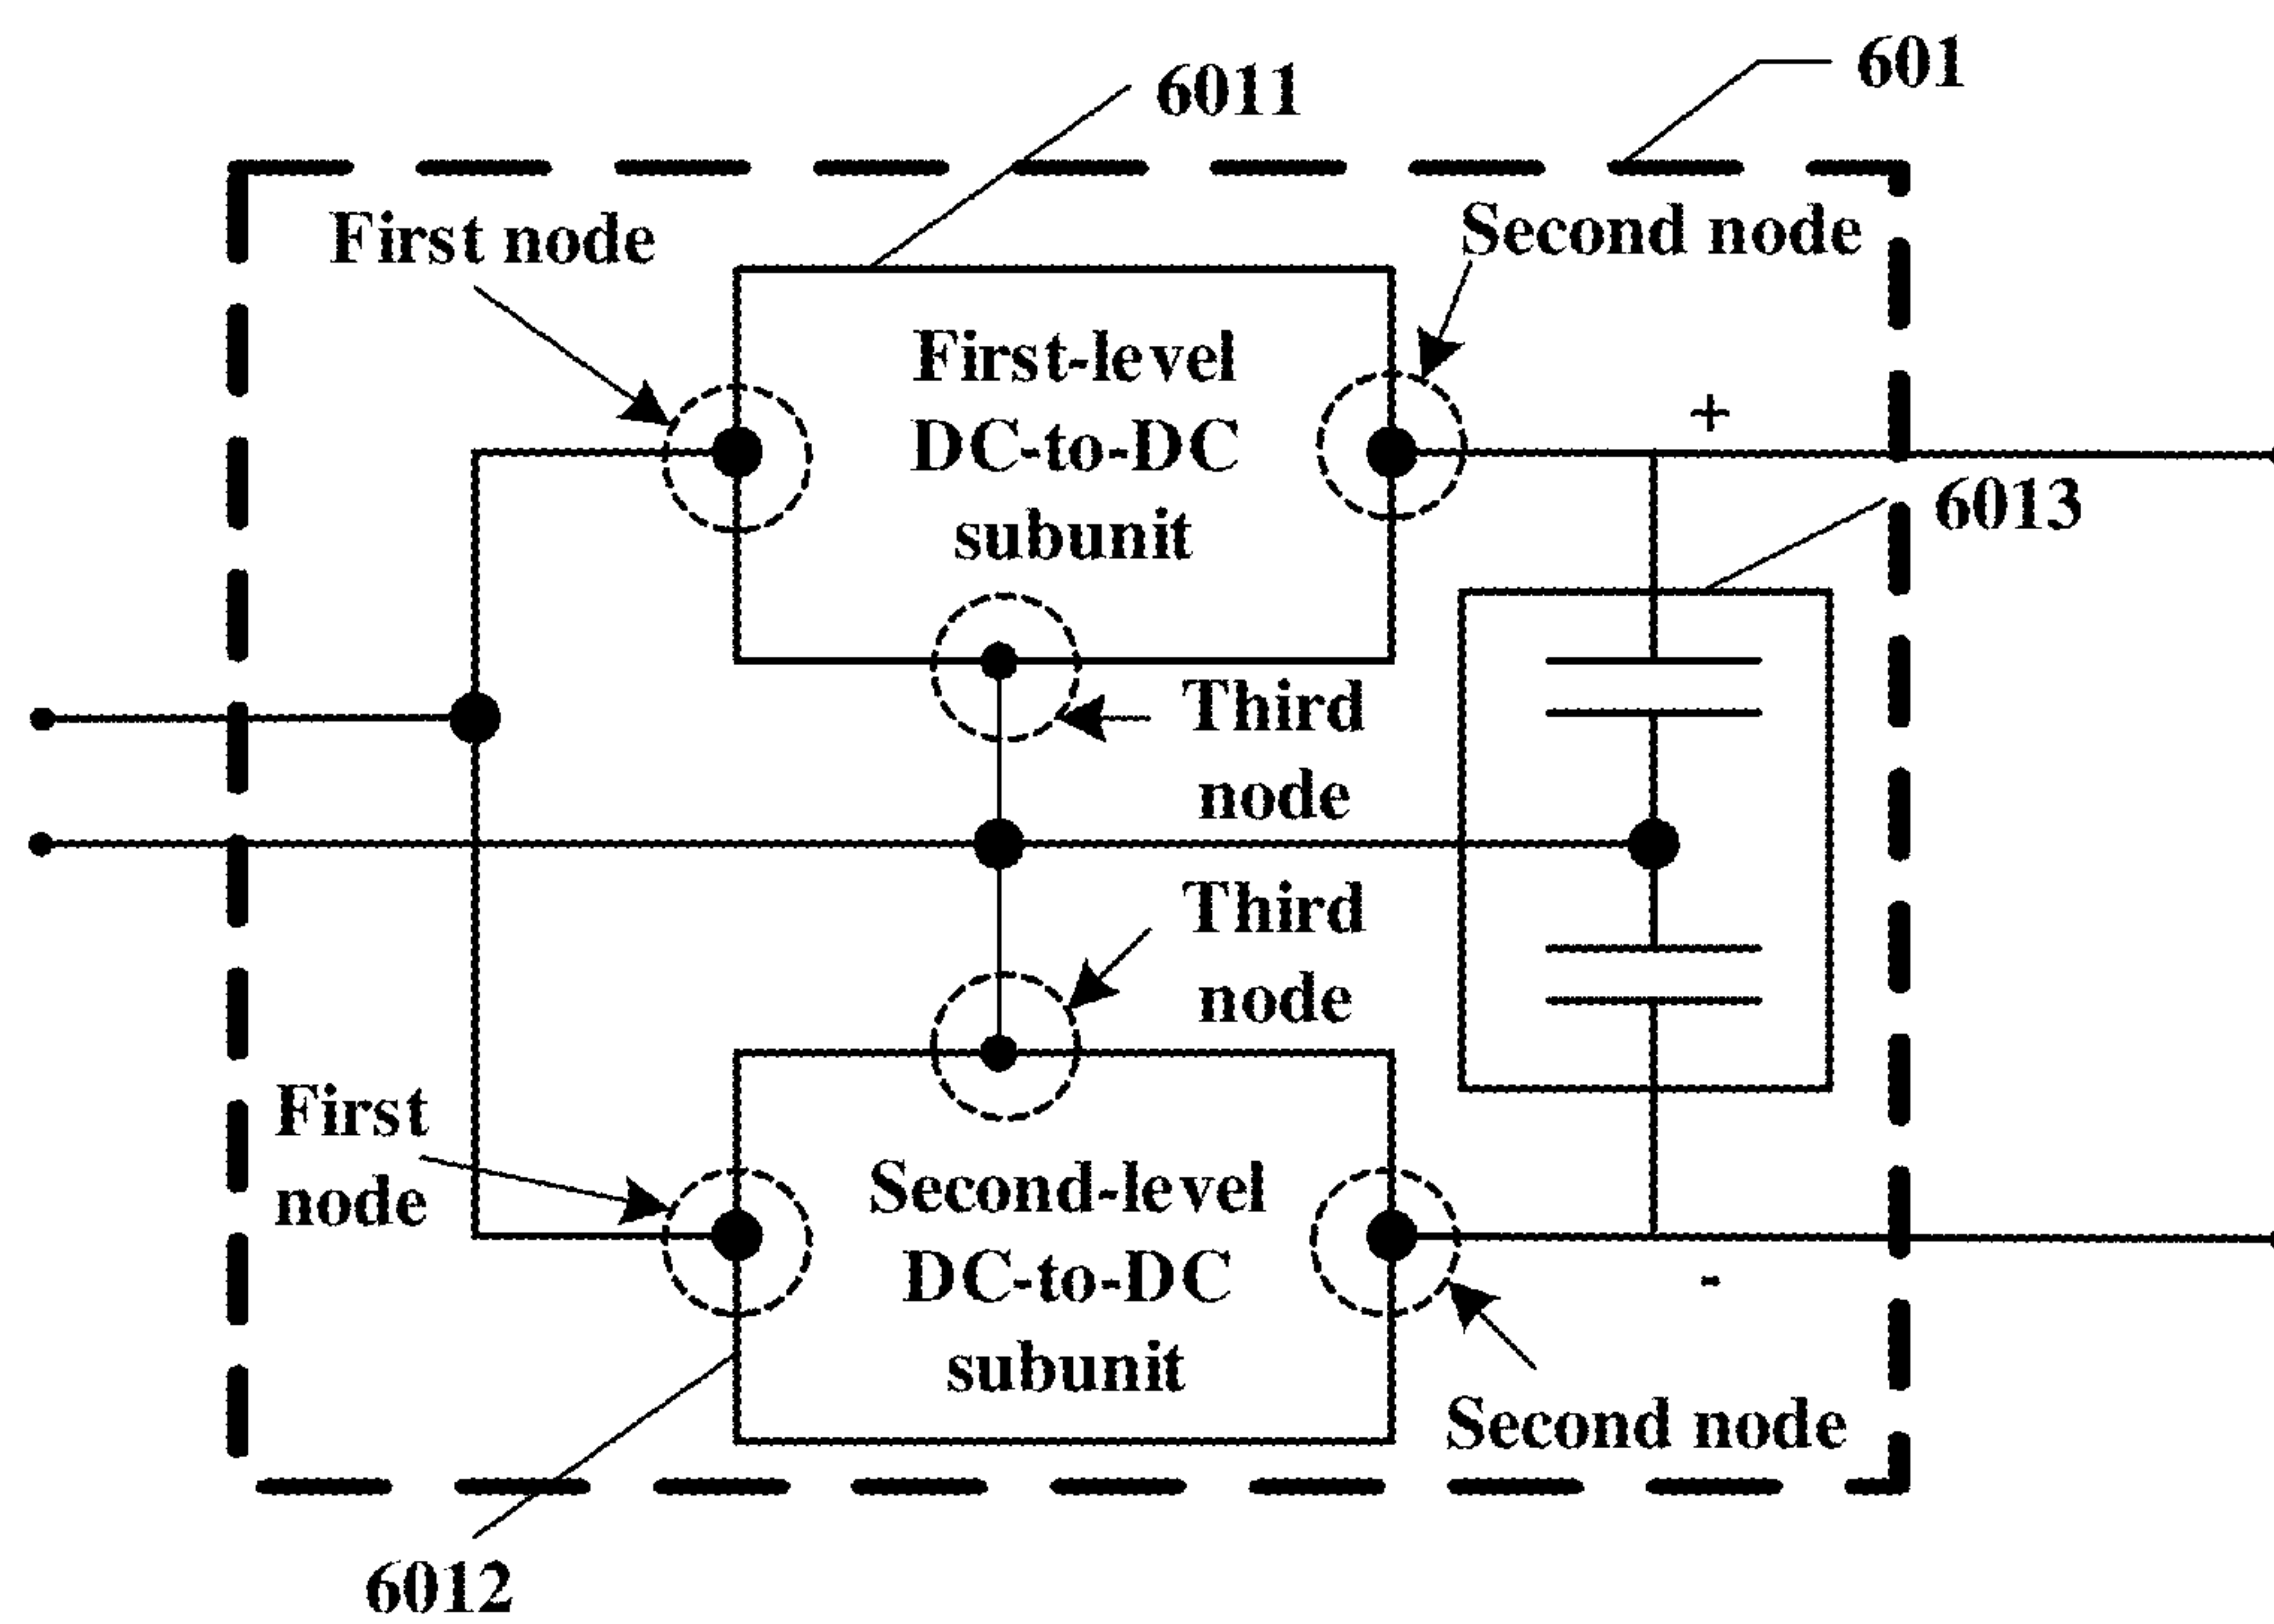 601
6011
Second node
First node
First-level
DC-to-DC
subunit
+
6013
Third
node
Third
node
First
node
Second-level
DC-to-DC
subunit
-
Second node
6012